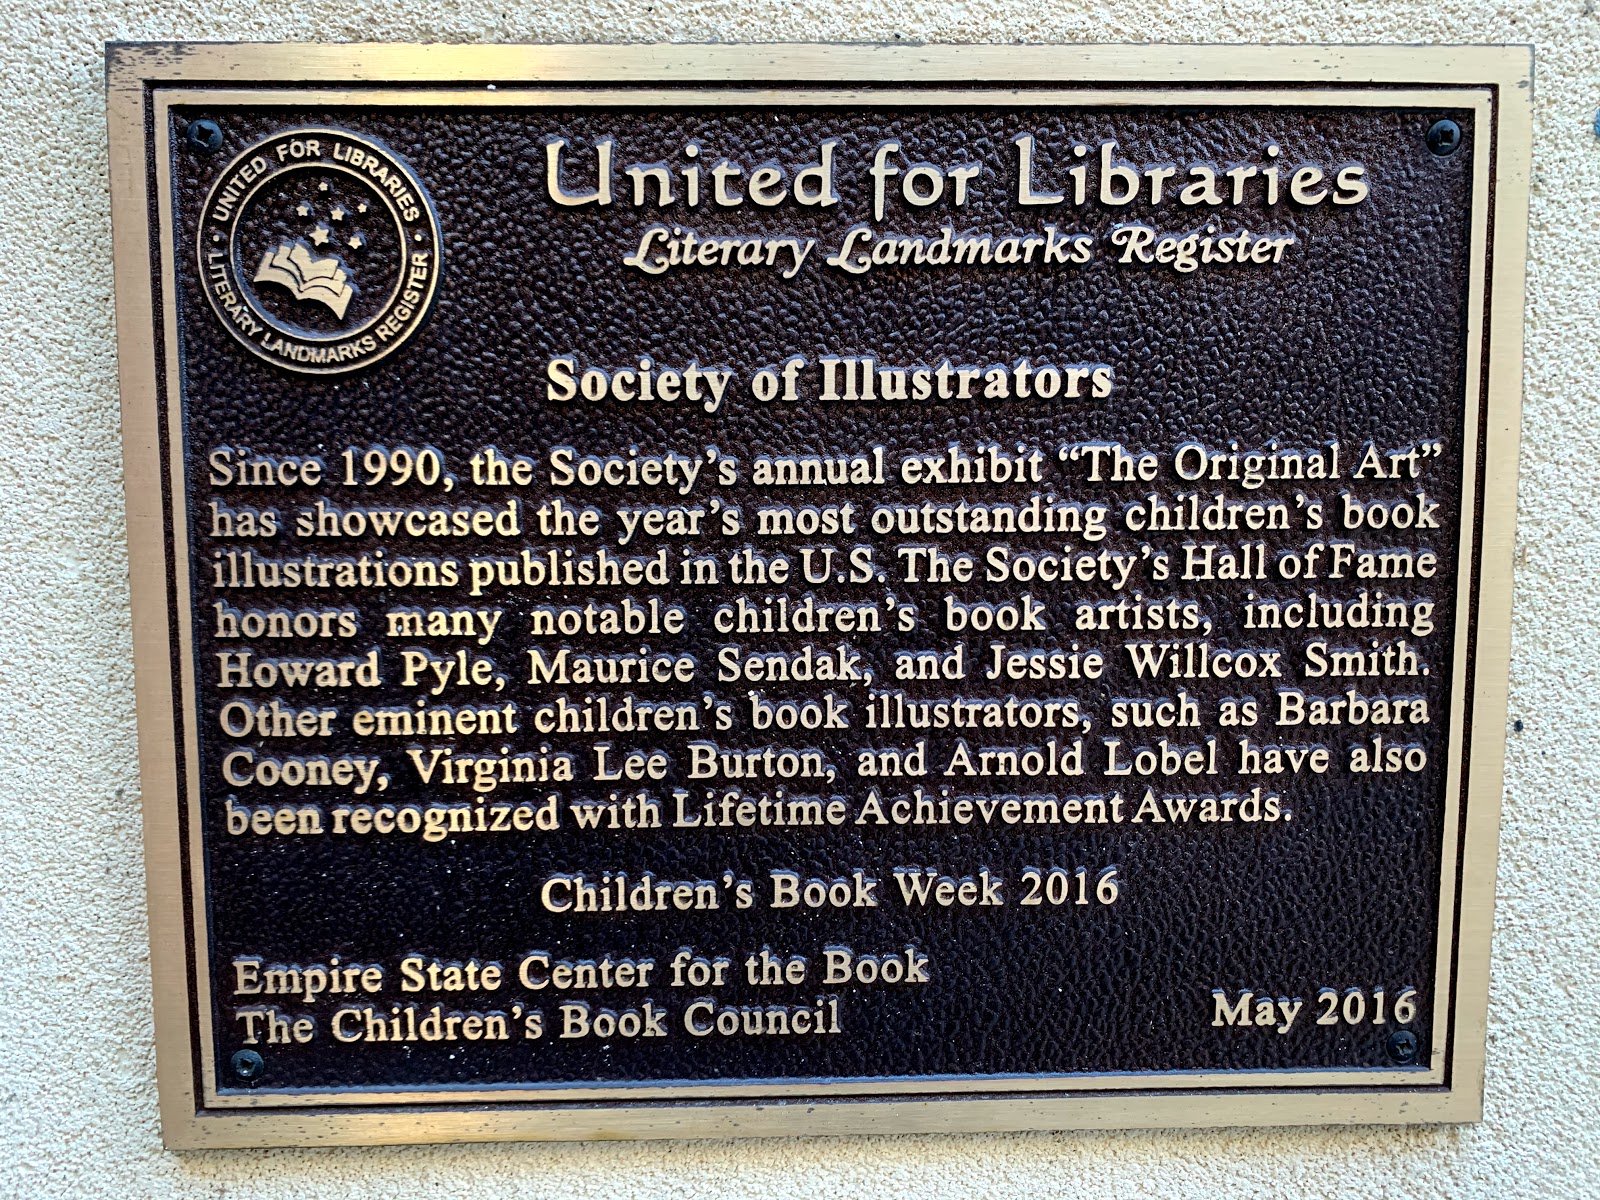 UNITED FOR LIBRARIES
LITERARY LANDMARKS REGISTER
United for Libraries
Literary Landmarks Register
Society of Illustrators
Since 1990, the Society's annual exhibit "The Original Art"
has showcased the year's most outstanding children's book
illustrations published in the U.S. The Society's Hall of Fame
honors many notable children's book artists, including
Howard Pyle, Maurice Sendak, and Jessie Willcox Smith.
Other eminent children's book illustrators, such as Barbara
Cooney, Virginia Lee Burton, and Arnold Lobel have also
been recognized with Lifetime Achievement Awards.
Children's Book Week 2016
Empire State Center for the Book
The Children's Book Council
May 2016